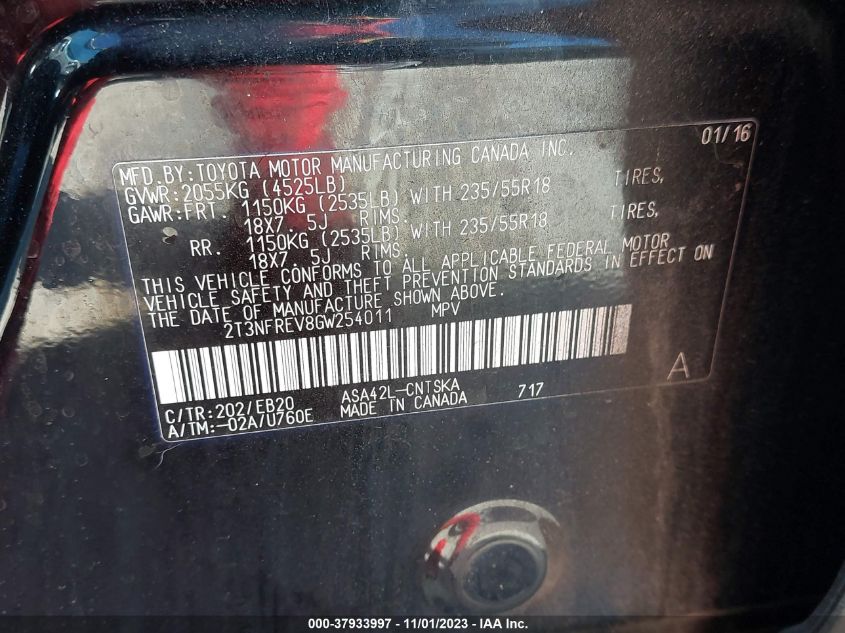 01/16
MFD.BY:TOYOTA MOTOR MANUFACTURING CANADA INC.
GVWR:2055KG (4525LB)
GAWR:FRT. 1150KG (2535LB) WITH 235/55R18 TIRES,
18X7. 5J RIMS.
RR. 1150KG (2535LB) WITH 235/55R18 TIRES,
18X7. 5J RIMS.
THIS VEHICLE CONFORMS TO ALL APPLICABLE FEDERAL MOTOR
VEHICLE SAFETY AND THEFT PREVENTION STANDARDS IN EFFECT ON
THE DATE OF MANUFACTURE SHOWN ABOVE.
2T3NFREV8GW254011 MPV
A
C/TR:202/EB20 ASA42L-CNTSKA 717
A/TM:-02A/U760E MADE IN CANADA
000-37933997 - 11/01/2023 - IAA Inc.